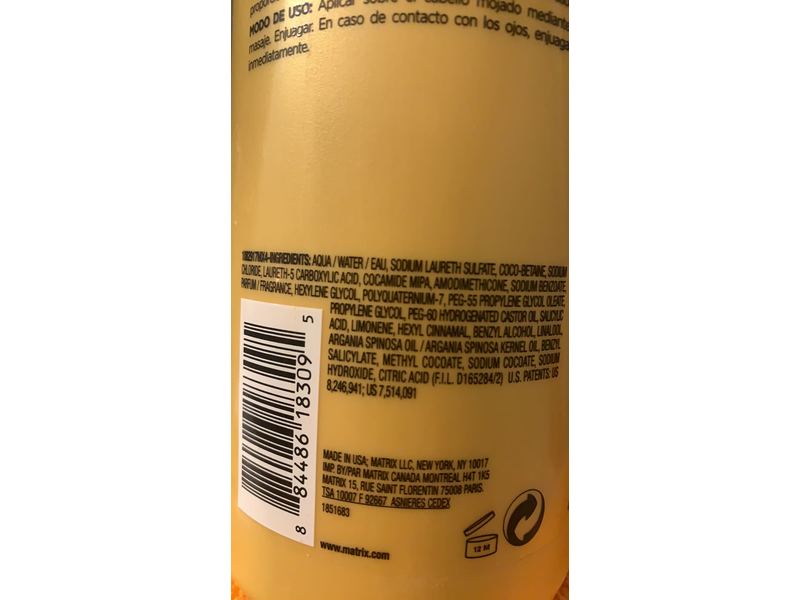 MODO DE USO: Aplicar sobre el cabello mojado mediante
masaje. Enjuagar. En caso de contacto con los ojos, enjuaga
inmediatamente.
INGREDIENTS: AQUA / WATER / EAU, SODIUM LAURETH SULFATE, COCO-BETAINE, SODIUM
CHLORIDE, LAURETH-5 CARBOXYLIC ACID, COCAMIDE MIPA, AMODIMETHICONE, SODIUM BENZOATE,
PARFUM / FRAGRANCE, HEXYLENE GLYCOL, POLYQUATERNIUM-7, PEG-55 PROPYLENE GLYCOL OLEATE,
PROPYLENE GLYCOL, PEG-60 HYDROGENATED CASTOR OIL, SALICYLIC
ACID, LIMONENE, HEXYL CINNAMAL, BENZYL ALCOHOL, LINALOOL,
ARGANIA SPINOSA OIL / ARGANIA SPINOSA KERNEL OIL, BENZYL
SALICYLATE, METHYL COCOATE, SODIUM COCOATE, SODIUM
HYDROXIDE, CITRIC ACID (F.I.L. D165284/2) U.S. PATENTS: US
8,246,941; US 7,514,091
8 84486 18309 5
MADE IN USA; MATRIX LLC, NEW YORK, NY 10017
IMP. BY/PAR MATRIX CANADA MONTREAL H4T 1K5
MATRIX 15, RUE SAINT FLORENTIN 75008 PARIS.
TSA 10007 F 92667 ASNIERES CEDEX
1851683
12 M
www.matrix.com